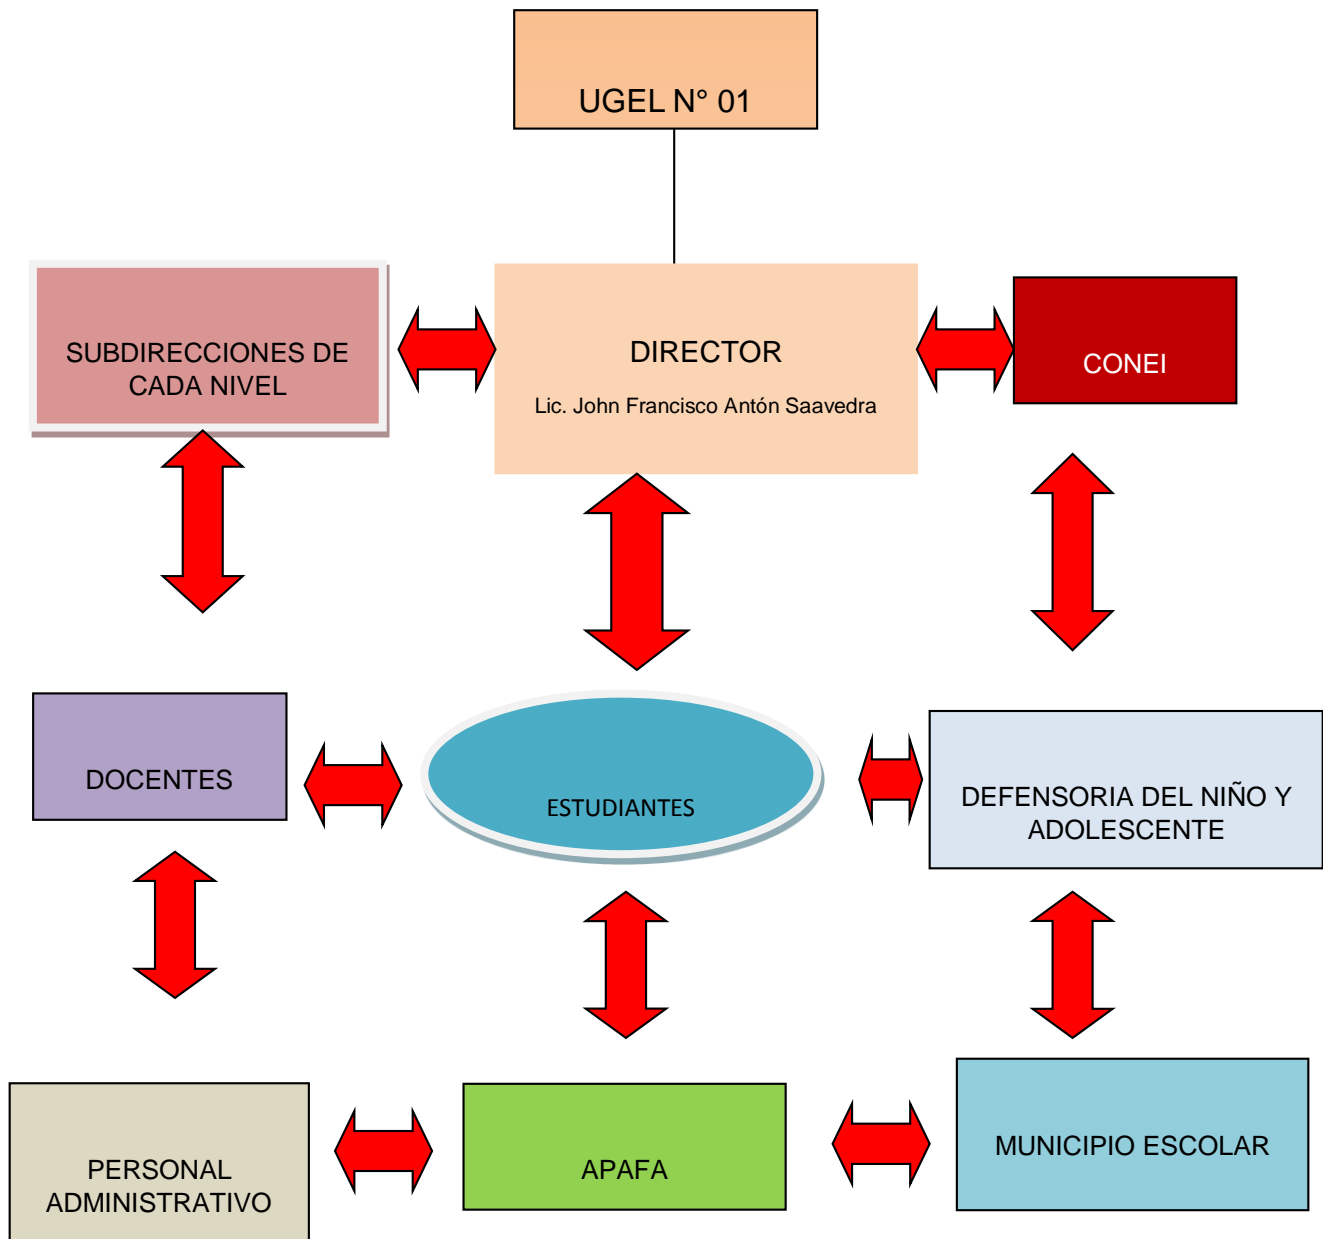 UGEL N° 01
SUBDIRECCIONES DE
CADA NIVEL
DIRECTOR
Lic. John Francisco Antón Saavedra
CONEI
DOCENTES
ESTUDIANTES
DEFENSORIA DEL NIÑO Y
ADOLESCENTE
PERSONAL
ADMINISTRATIVO
APAFA
MUNICIPIO ESCOLAR